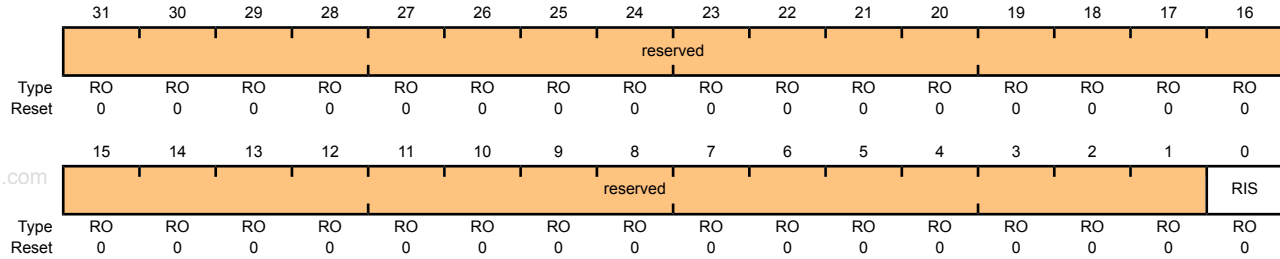 31 30 29 28 27 26 25 24 23 22 21 20 19 18 17 16
reserved
Type RO RO RO RO RO RO RO RO RO RO RO RO RO RO RO RO
Reset 0 0 0 0 0 0 0 0 0 0 0 0 0 0 0 0
15 14 13 12 11 10 9 8 7 6 5 4 3 2 1 0
.com reserved RIS
Type RO RO RO RO RO RO RO RO RO RO RO RO RO RO RO RO
Reset 0 0 0 0 0 0 0 0 0 0 0 0 0 0 0 0